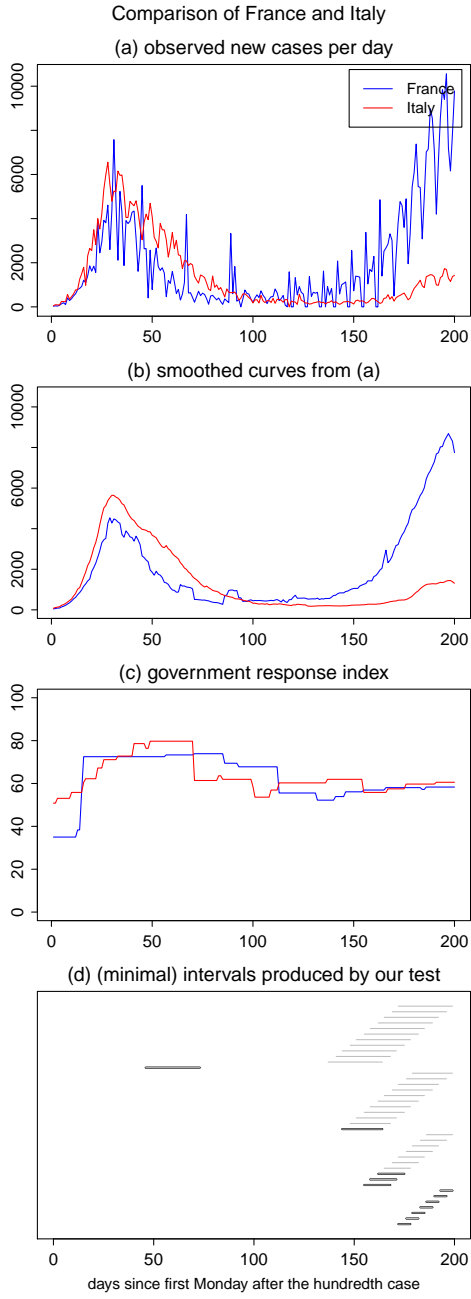 Comparison of France and Italy
(a) observed new cases per day
France
Italy
10000
6000
2000
0
0 50 100 150 200
(b) smoothed curves from (a)
10000
6000
2000
0
0 50 100 150 200
(c) government response index
100
80
60
40
20
0
0 50 100 150 200
(d) (minimal) intervals produced by our test
0 50 100 150 200
days since first Monday after the hundredth case